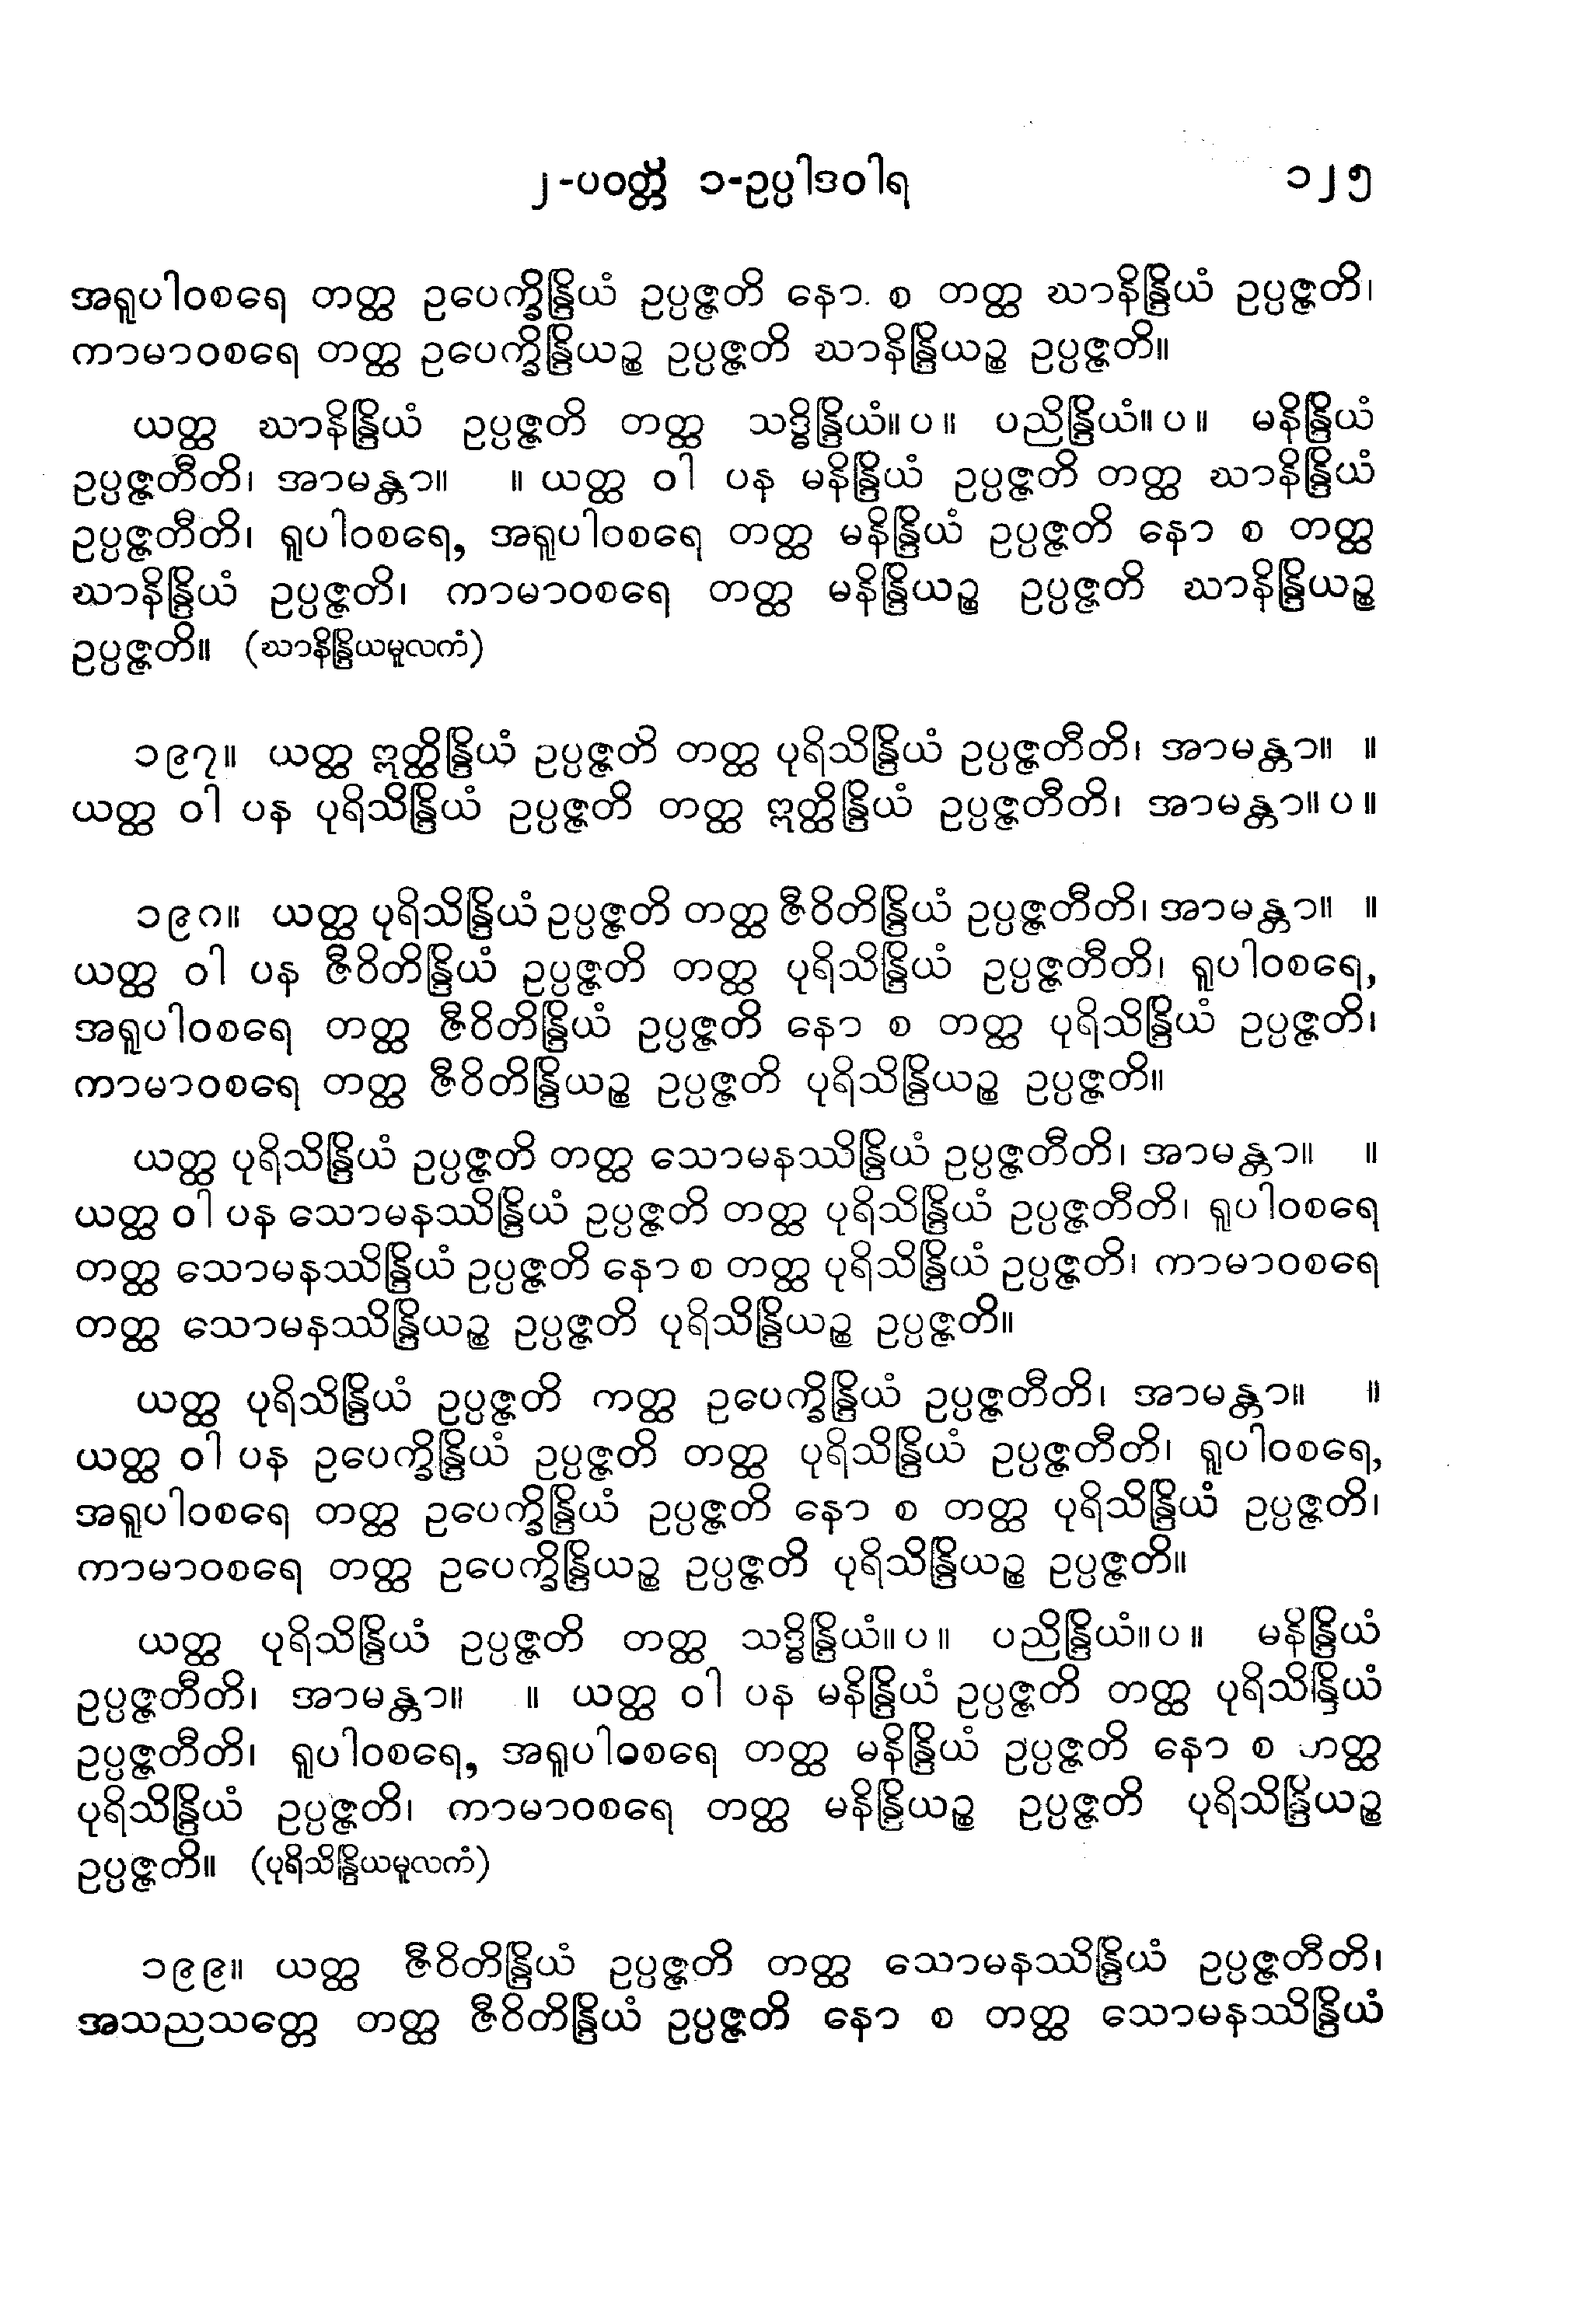 ၂-ပဝတ္တိ ၁-ဥပ္ပါဒဝါရ ၁၂၅
အရူပါဝစရေ တတ္ထ ဥပေက္ခိန္ဒြိယံ ဥပ္ပဇ္ဇတိ နော စ တတ္ထ ဃာနိန္ဒြိယံ ဥပ္ပဇ္ဇတိ၊
ကာမာဝစရေ တတ္ထ ဥပေက္ခိန္ဒြိယဉ္စ ဥပ္ပဇ္ဇတိ ဃာနိန္ဒြိယဉ္စ ဥပ္ပဇ္ဇတိ။
ယတ္ထ ဃာနိန္ဒြိယံ ဥပ္ပဇ္ဇတိ တတ္ထ သဒ္ဓိန္ဒြိယံ။ပ။ ပညိန္ဒြိယံ။ပ။ မနိန္ဒြိယံ
ဥပ္ပဇ္ဇတီတိ၊ အာမန္တာ။ ။ ယတ္ထ ဝါ ပန မနိန္ဒြိယံ ဥပ္ပဇ္ဇတိ တတ္ထ ဃာနိန္ဒြိယံ
ဥပ္ပဇ္ဇတီတိ၊ ရူပါဝစရေ, အရူပါဝစရေ တတ္ထ မနိန္ဒြိယံ ဥပ္ပဇ္ဇတိ နော စ တတ္ထ
ဃာနိန္ဒြိယံ ဥပ္ပဇ္ဇတိ၊ ကာမာဝစရေ တတ္ထ မနိန္ဒြိယဉ္စ ဥပ္ပဇ္ဇတိ ဃာနိန္ဒြိယဉ္စ
ဥပ္ပဇ္ဇတိ။ (ဃာနိန္ဒြိယမူလကံ)
၁၉၇။ ယတ္ထ ဣတ္ထိန္ဒြိယံ ဥပ္ပဇ္ဇတိ တတ္ထ ပုရိသိန္ဒြိယံ ဥပ္ပဇ္ဇတီတိ၊ အာမန္တာ။ ။
ယတ္ထ ဝါ ပန ပုရိသိန္ဒြိယံ ဥပ္ပဇ္ဇတိ တတ္ထ ဣတ္ထိန္ဒြိယံ ဥပ္ပဇ္ဇတီတိ၊ အာမန္တာ။ပ။
၁၉၈။ ယတ္ထ ပုရိသိန္ဒြိယံ ဥပ္ပဇ္ဇတိ တတ္ထ ဇီဝိတိန္ဒြိယံ ဥပ္ပဇ္ဇတီတိ၊ အာမန္တာ။ ။
ယတ္ထ ဝါ ပန ဇီဝိတိန္ဒြိယံ ဥပ္ပဇ္ဇတိ တတ္ထ ပုရိသိန္ဒြိယံ ဥပ္ပဇ္ဇတီတိ၊ ရူပါဝစရေ,
အရူပါဝစရေ တတ္ထ ဇီဝိတိန္ဒြိယံ ဥပ္ပဇ္ဇတိ နော စ တတ္ထ ပုရိသိန္ဒြိယံ ဥပ္ပဇ္ဇတိ၊
ကာမာဝစရေ တတ္ထ ဇီဝိတိန္ဒြိယဉ္စ ဥပ္ပဇ္ဇတိ ပုရိသိန္ဒြိယဉ္စ ဥပ္ပဇ္ဇတိ။
ယတ္ထ ပုရိသိန္ဒြိယံ ဥပ္ပဇ္ဇတိ တတ္ထ သောမနဿိန္ဒြိယံ ဥပ္ပဇ္ဇတီတိ၊ အာမန္တာ။ ။
ယတ္ထ ဝါ ပန သောမနဿိန္ဒြိယံ ဥပ္ပဇ္ဇတိ တတ္ထ ပုရိသိန္ဒြိယံ ဥပ္ပဇ္ဇတီတိ၊ ရူပါဝစရေ
တတ္ထ သောမနဿိန္ဒြိယံ ဥပ္ပဇ္ဇတိ နော စ တတ္ထ ပုရိသိန္ဒြိယံ ဥပ္ပဇ္ဇတိ၊ ကာမာဝစရေ
တတ္ထ သောမနဿိန္ဒြိယဉ္စ ဥပ္ပဇ္ဇတိ ပုရိသိန္ဒြိယဉ္စ ဥပ္ပဇ္ဇတိ။
ယတ္ထ ပုရိသိန္ဒြိယံ ဥပ္ပဇ္ဇတိ ကတ္ထ ဥပေက္ခိန္ဒြိယံ ဥပ္ပဇ္ဇတီတိ၊ အာမန္တာ။ ။
ယတ္ထ ဝါ ပန ဥပေက္ခိန္ဒြိယံ ဥပ္ပဇ္ဇတိ တတ္ထ ပုရိသိန္ဒြိယံ ဥပ္ပဇ္ဇတီတိ၊ ရူပါဝစရေ,
အရူပါဝစရေ တတ္ထ ဥပေက္ခိန္ဒြိယံ ဥပ္ပဇ္ဇတိ နော စ တတ္ထ ပုရိသိန္ဒြိယံ ဥပ္ပဇ္ဇတိ၊
ကာမာဝစရေ တတ္ထ ဥပေက္ခိန္ဒြိယဉ္စ ဥပ္ပဇ္ဇတိ ပုရိသိန္ဒြိယဉ္စ ဥပ္ပဇ္ဇတိ။
ယတ္ထ ပုရိသိန္ဒြိယံ ဥပ္ပဇ္ဇတိ တတ္ထ သဒ္ဓိန္ဒြိယံ။ပ။ ပညိန္ဒြိယံ။ပ။ မနိန္ဒြိယံ
ဥပ္ပဇ္ဇတီတိ၊ အာမန္တာ။ ။ ယတ္ထ ဝါ ပန မနိန္ဒြိယံ ဥပ္ပဇ္ဇတိ တတ္ထ ပုရိသိန္ဒြိယံ
ဥပ္ပဇ္ဇတီတိ၊ ရူပါဝစရေ, အရူပါဝစရေ တတ္ထ မနိန္ဒြိယံ ဥပ္ပဇ္ဇတိ နော စ တတ္ထ
ပုရိသိန္ဒြိယံ ဥပ္ပဇ္ဇတိ၊ ကာမာဝစရေ တတ္ထ မနိန္ဒြိယဉ္စ ဥပ္ပဇ္ဇတိ ပုရိသိန္ဒြိယဉ္စ
ဥပ္ပဇ္ဇတိ။ (ပုရိသိန္ဒြိယမူလကံ)
၁၉၉။ ယတ္ထ ဇီဝိတိန္ဒြိယံ ဥပ္ပဇ္ဇတိ တတ္ထ သောမနဿိန္ဒြိယံ ဥပ္ပဇ္ဇတီတိ၊
အသညသတ္တေ တတ္ထ ဇီဝိတိန္ဒြိယံ ဥပ္ပဇ္ဇတိ နော စ တတ္ထ သောမနဿိန္ဒြိယံ